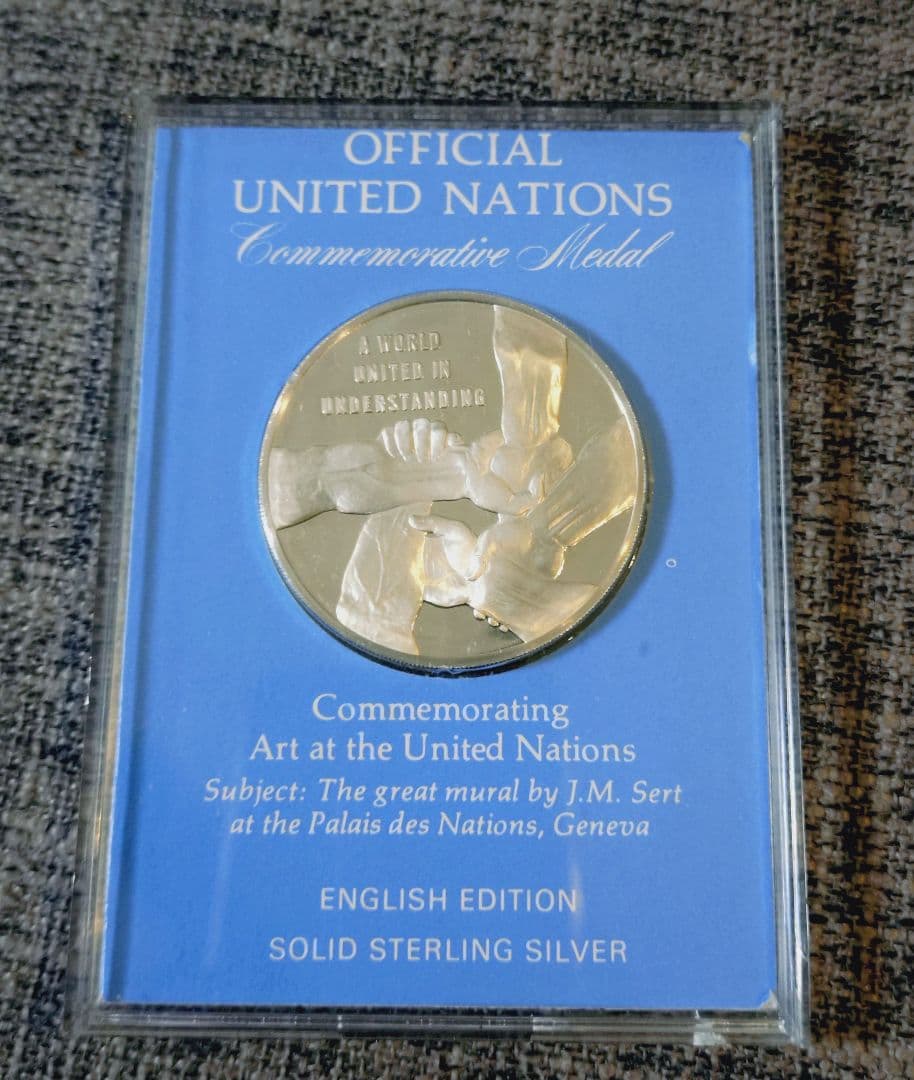 OFFICIAL
UNITED NATIONS
Commemorative Medal
A WORLD
UNITED IN
UNDERSTANDING
Commemorating
Art at the United Nations
Subject: The great mural by J.M. Sert
at the Palais des Nations, Geneva
ENGLISH EDITION
SOLID STERLING SILVER